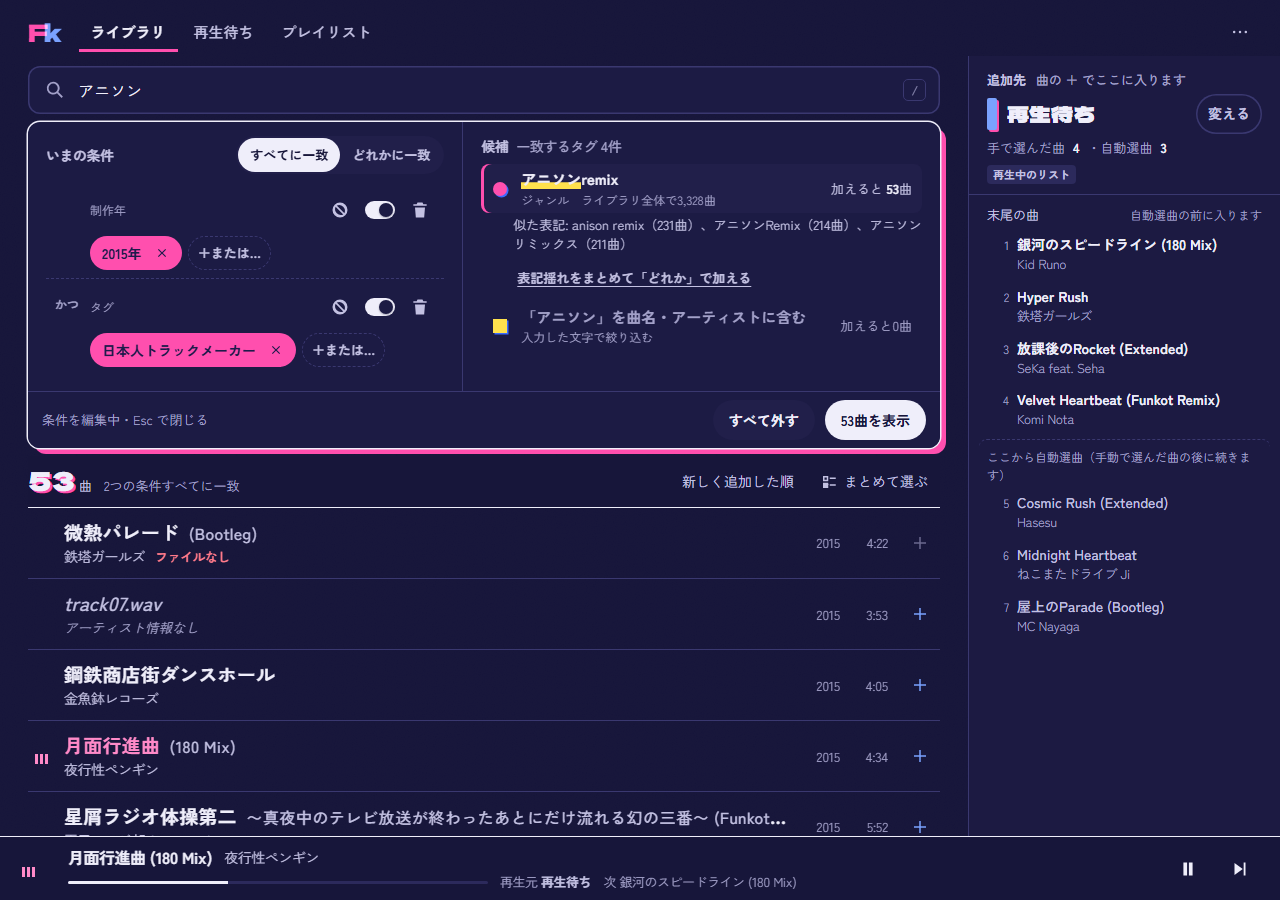 Fk ライブラリ 再生待ち プレイリスト …
アニソン /
いまの条件 すべてに一致 どれかに一致
制作年
2015年 × ＋または…
かつ タグ
日本人トラックメーカー × ＋または…
候補 一致するタグ 4件
アニソンremix
ジャンル ライブラリ全体で3,328曲
加えると 53曲
似た表記: anison remix（231曲）、アニソンRemix（214曲）、アニソン
リミックス（211曲）
表記揺れをまとめて「どれか」で加える
「アニソン」を曲名・アーティストに含む
入力した文字で絞り込む
加えると0曲
条件を編集中・Esc で閉じる すべて外す 53曲を表示
53 曲 2つの条件すべてに一致 新しく追加した順 まとめて選ぶ
微熱パレード (Bootleg)
鉄塔ガールズ ファイルなし
2015 4:22 ＋
track07.wav
アーティスト情報なし
2015 3:53 ＋
鋼鉄商店街ダンスホール
金魚鉢レコーズ
2015 4:05 ＋
月面行進曲 (180 Mix)
夜行性ペンギン
2015 4:34 ＋
星屑ラジオ体操第二 〜真夜中のテレビ放送が終わったあとにだけ流れる幻の三番〜 (Funkot…
2015 5:52 ＋
追加先 曲の ＋ でここに入ります
再生待ち 変える
手で選んだ曲 4 ・自動選曲 3
再生中のリスト
末尾の曲 自動選曲の前に入ります
1 銀河のスピードライン (180 Mix)
Kid Runo
2 Hyper Rush
鉄塔ガールズ
3 放課後のRocket (Extended)
SeKa feat. Seha
4 Velvet Heartbeat (Funkot Remix)
Komi Nota
ここから自動選曲（手動で選んだ曲の後に続きま
す）
5 Cosmic Rush (Extended)
Hasesu
6 Midnight Heartbeat
ねこまたドライブ Ji
7 屋上のParade (Bootleg)
MC Nayaga
月面行進曲 (180 Mix) 夜行性ペンギン
再生元 再生待ち 次 銀河のスピードライン (180 Mix)